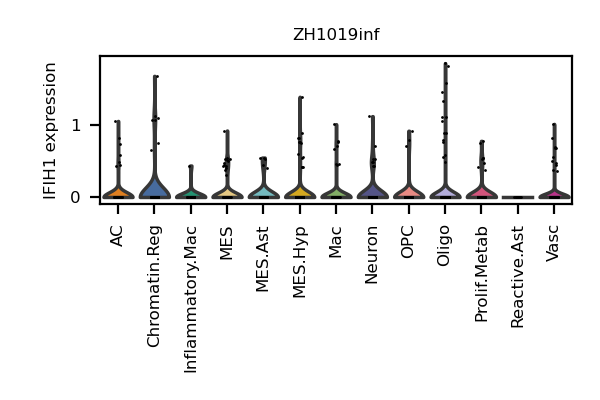 ZH1019inf
IFIH1 expression
1
0
AC
Chromatin.Reg
Inflammatory.Mac
MES
MES.Ast
MES.Hyp
Mac
Neuron
OPC
Oligo
Prolif.Metab
Reactive.Ast
Vasc